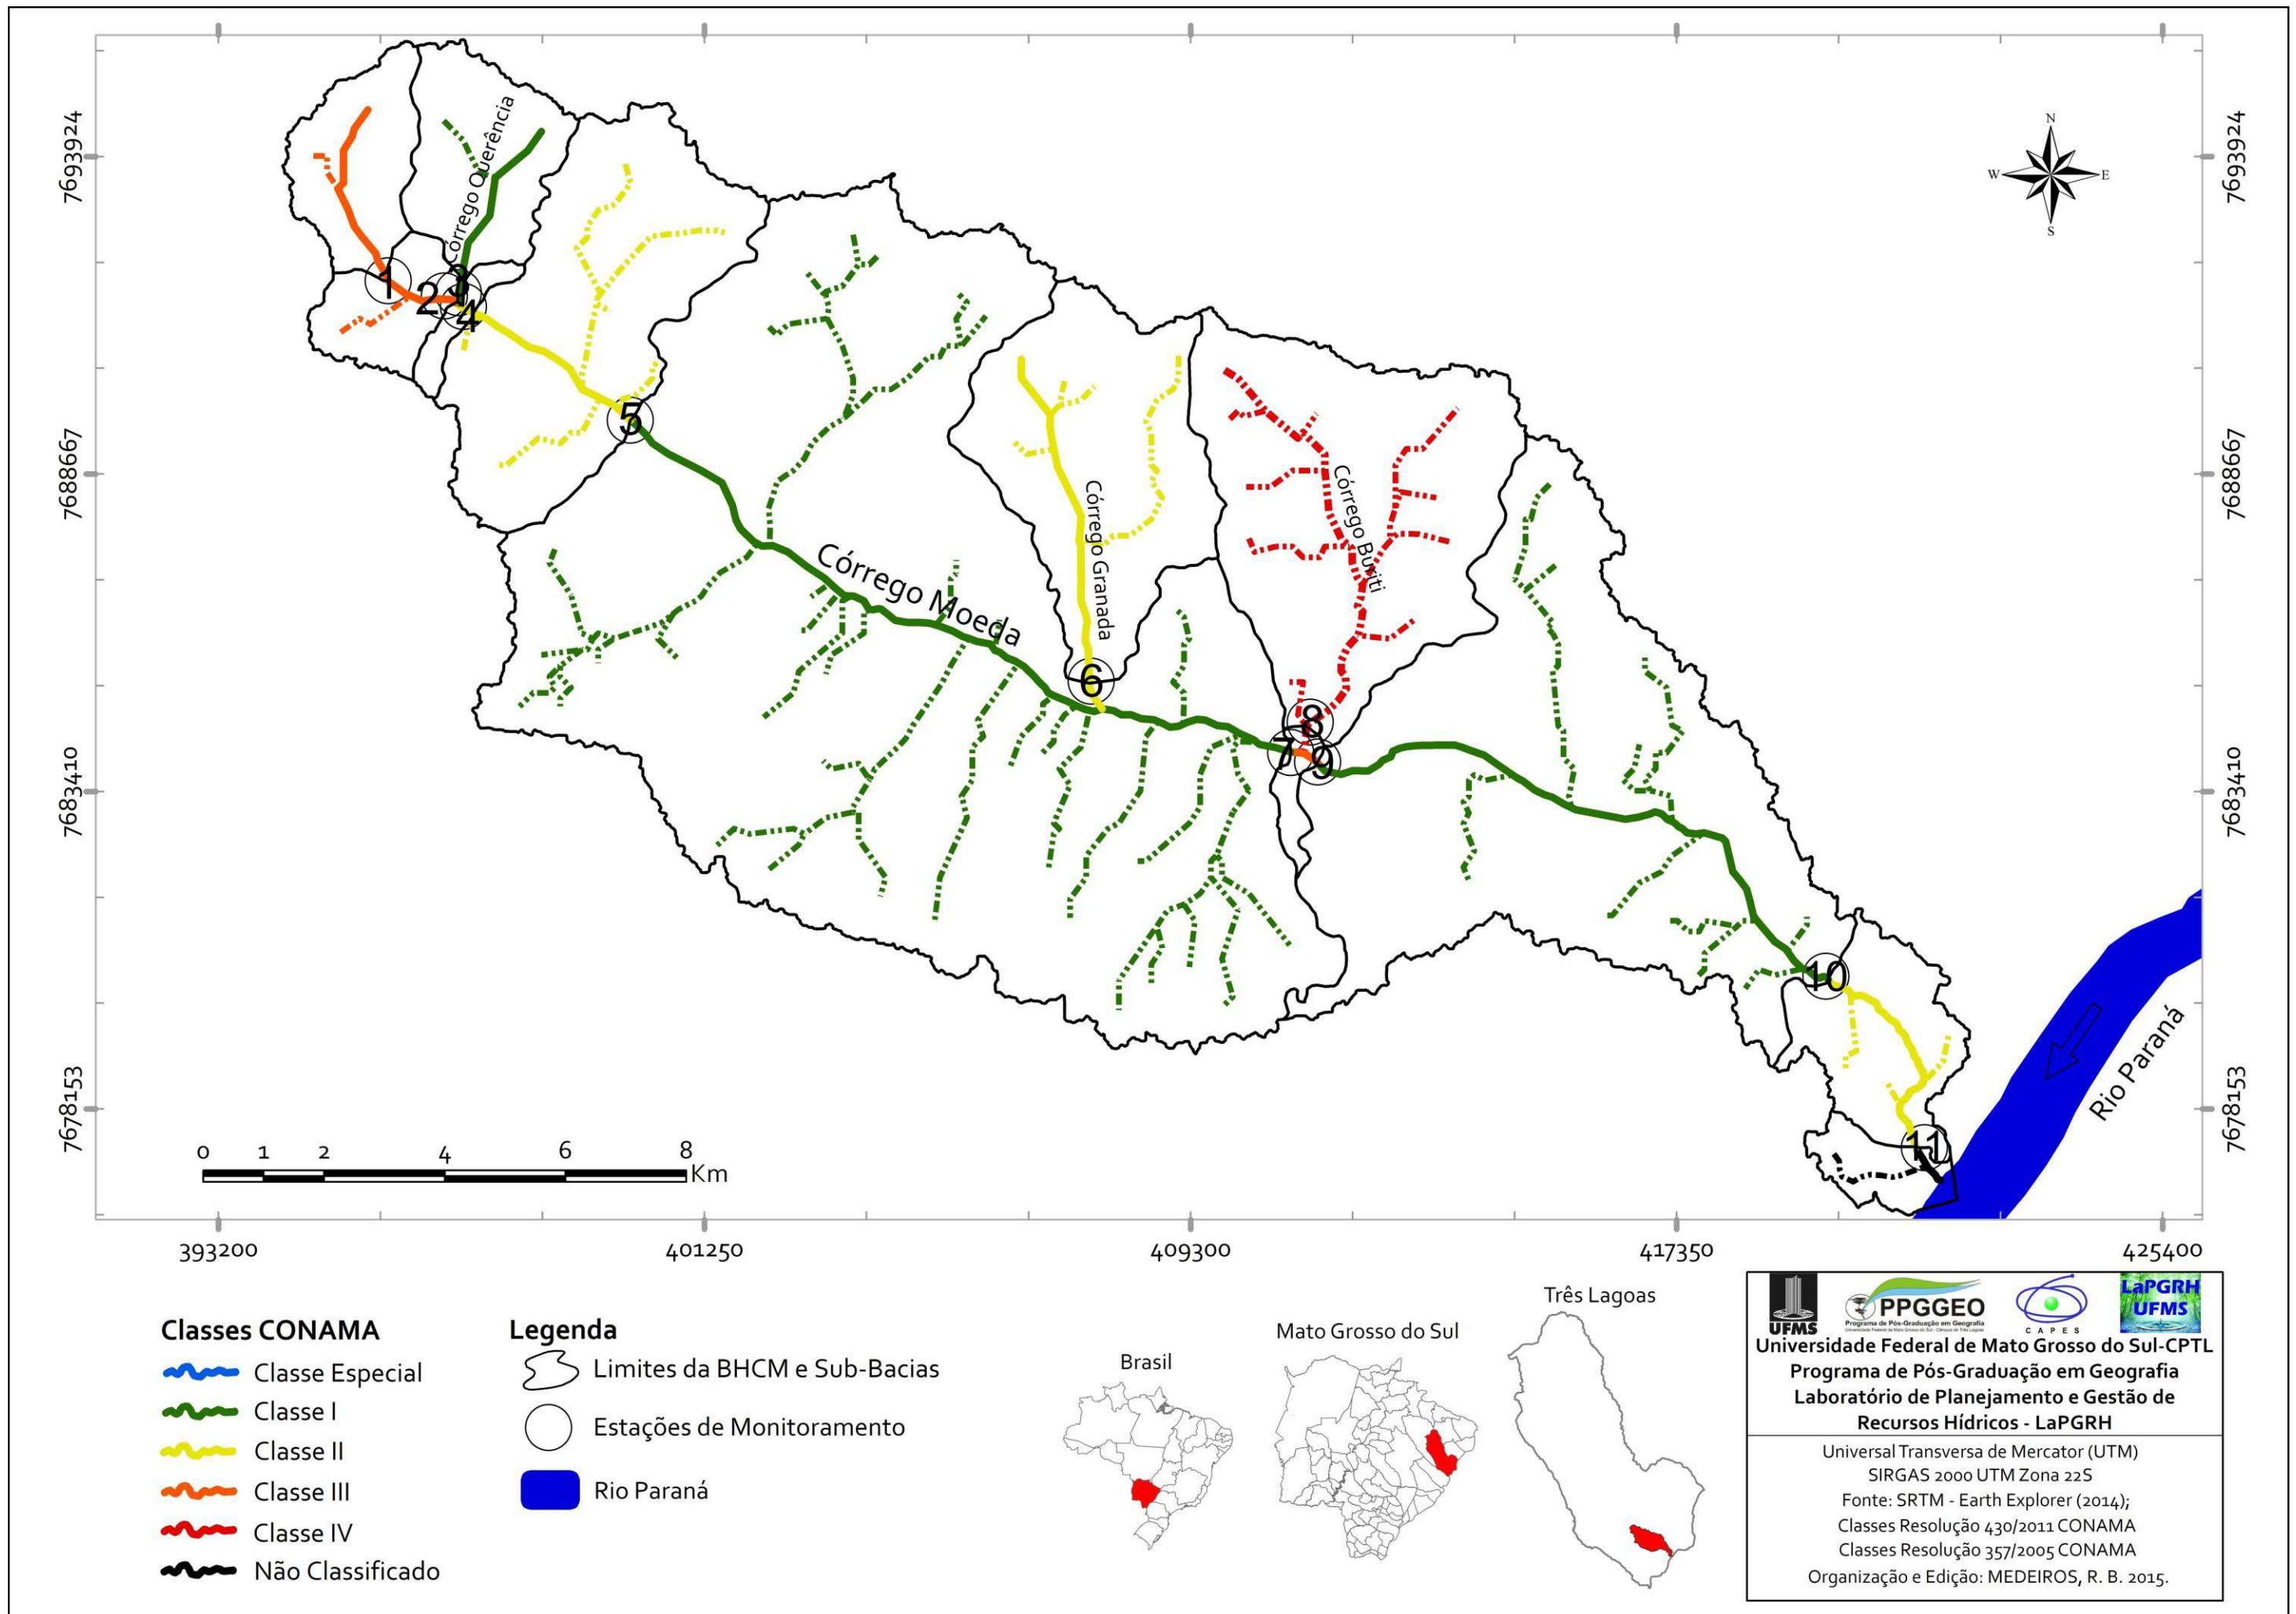 N
W
E
S
7693924
7688667
7683410
7678153
7693924
7688667
7683410
7678153
Córrego Querência
1
2
3
4
5
Córrego Moeda
Córrego Granada
6
Córrego Buriti
7
8
9
10
11
Rio Paraná
0 1 2 4 6 8
Km
393200 401250 409300 417350 425400
Classes CONAMA
Classe Especial
Classe I
Classe II
Classe III
Classe IV
Não Classificado
Legenda
Limites da BHCM e Sub-Bacias
Estações de Monitoramento
Rio Paraná
Brasil
Mato Grosso do Sul
Três Lagoas
UFMS
PPGGEO
Programa de Pós-Graduação em Geografia
CAPES
LaPGRH
UFMS
Universidade Federal de Mato Grosso do Sul-CPTL
Programa de Pós-Graduação em Geografia
Laboratório de Planejamento e Gestão de
Recursos Hídricos - LaPGRH
Universal Transversa de Mercator (UTM)
SIRGAS 2000 UTM Zona 22S
Fonte: SRTM - Earth Explorer (2014);
Classes Resolução 430/2011 CONAMA
Classes Resolução 357/2005 CONAMA
Organização e Edição: MEDEIROS, R. B. 2015.